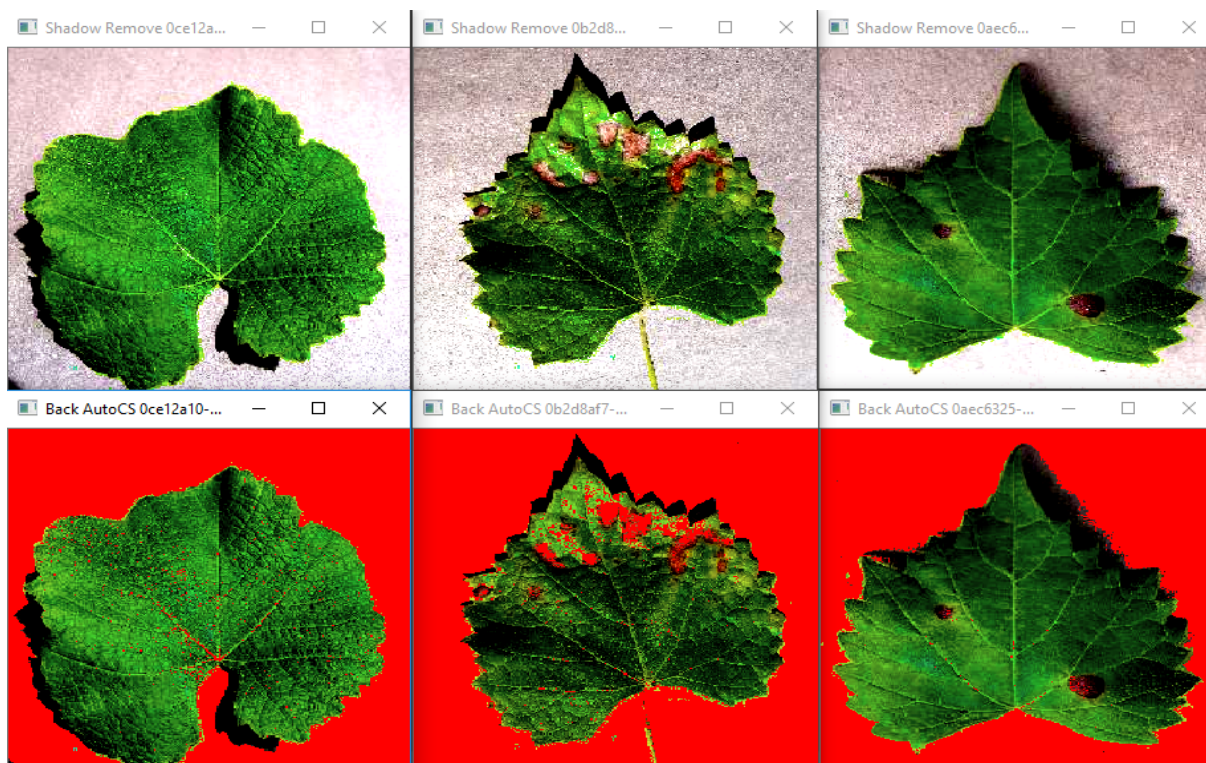 Shadow Remove 0ce12a...
Shadow Remove 0b2d8...
Shadow Remove 0aec6...
Back AutoCS 0ce12a10-...
Back AutoCS 0b2d8af7-...
Back AutoCS 0aec6325-...